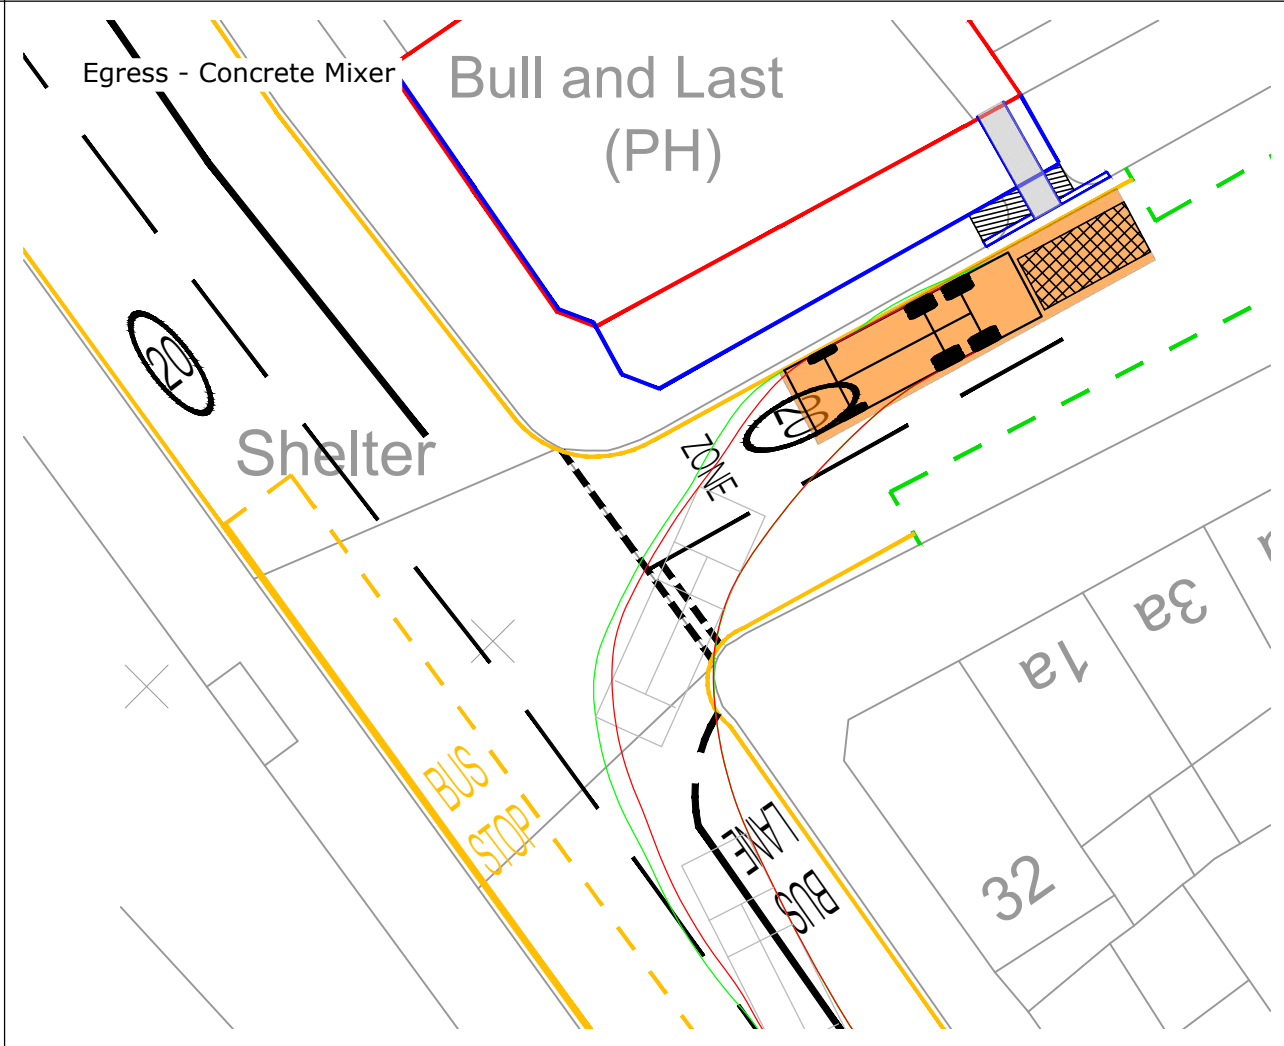 Egress - Concrete Mixer
Bull and Last
(PH)
20
Shelter
20
ZONE
3a
1a
BUS
STOP
LANE
BUS
32